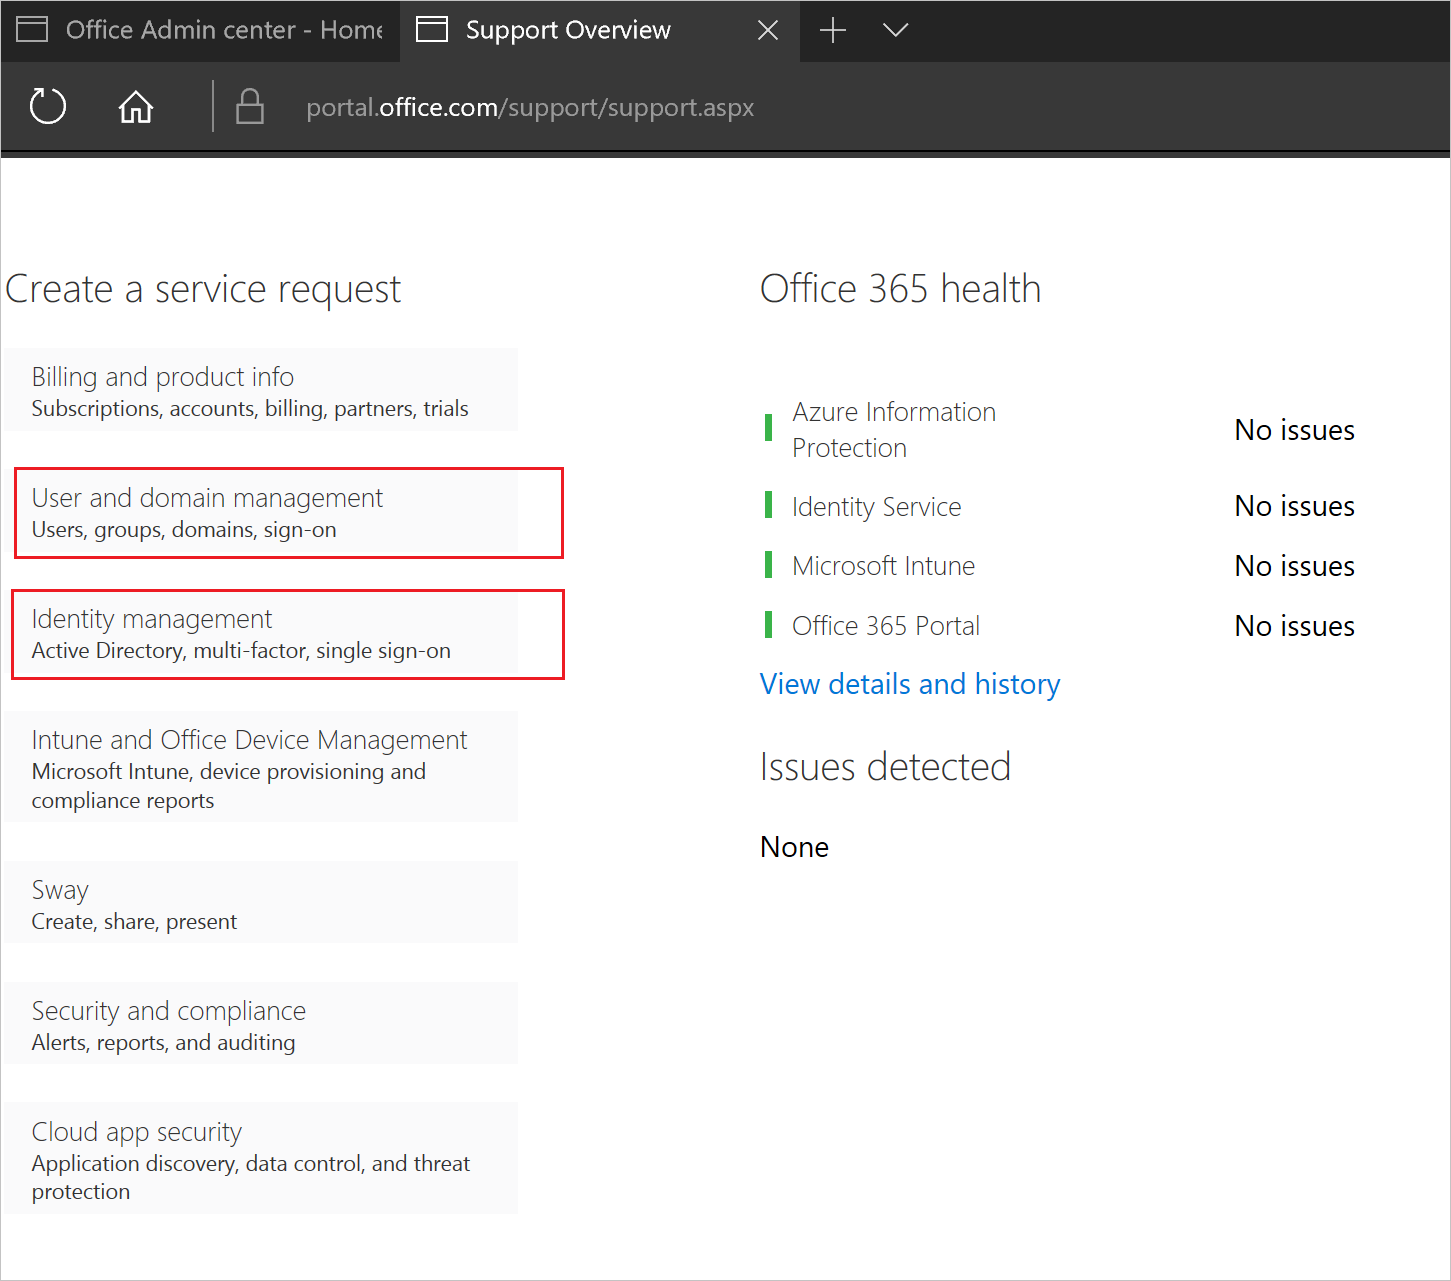 Office Admin center - Home
Support Overview
portal.office.com/support/support.aspx
Create a service request
Billing and product info
Subscriptions, accounts, billing, partners, trials
User and domain management
Users, groups, domains, sign-on
Identity management
Active Directory, multi-factor, single sign-on
Intune and Office Device Management
Microsoft Intune, device provisioning and
compliance reports
Sway
Create, share, present
Security and compliance
Alerts, reports, and auditing
Cloud app security
Application discovery, data control, and threat
protection
Office 365 health
Azure Information
Protection
No issues
Identity Service
No issues
Microsoft Intune
No issues
Office 365 Portal
No issues
View details and history
Issues detected
None